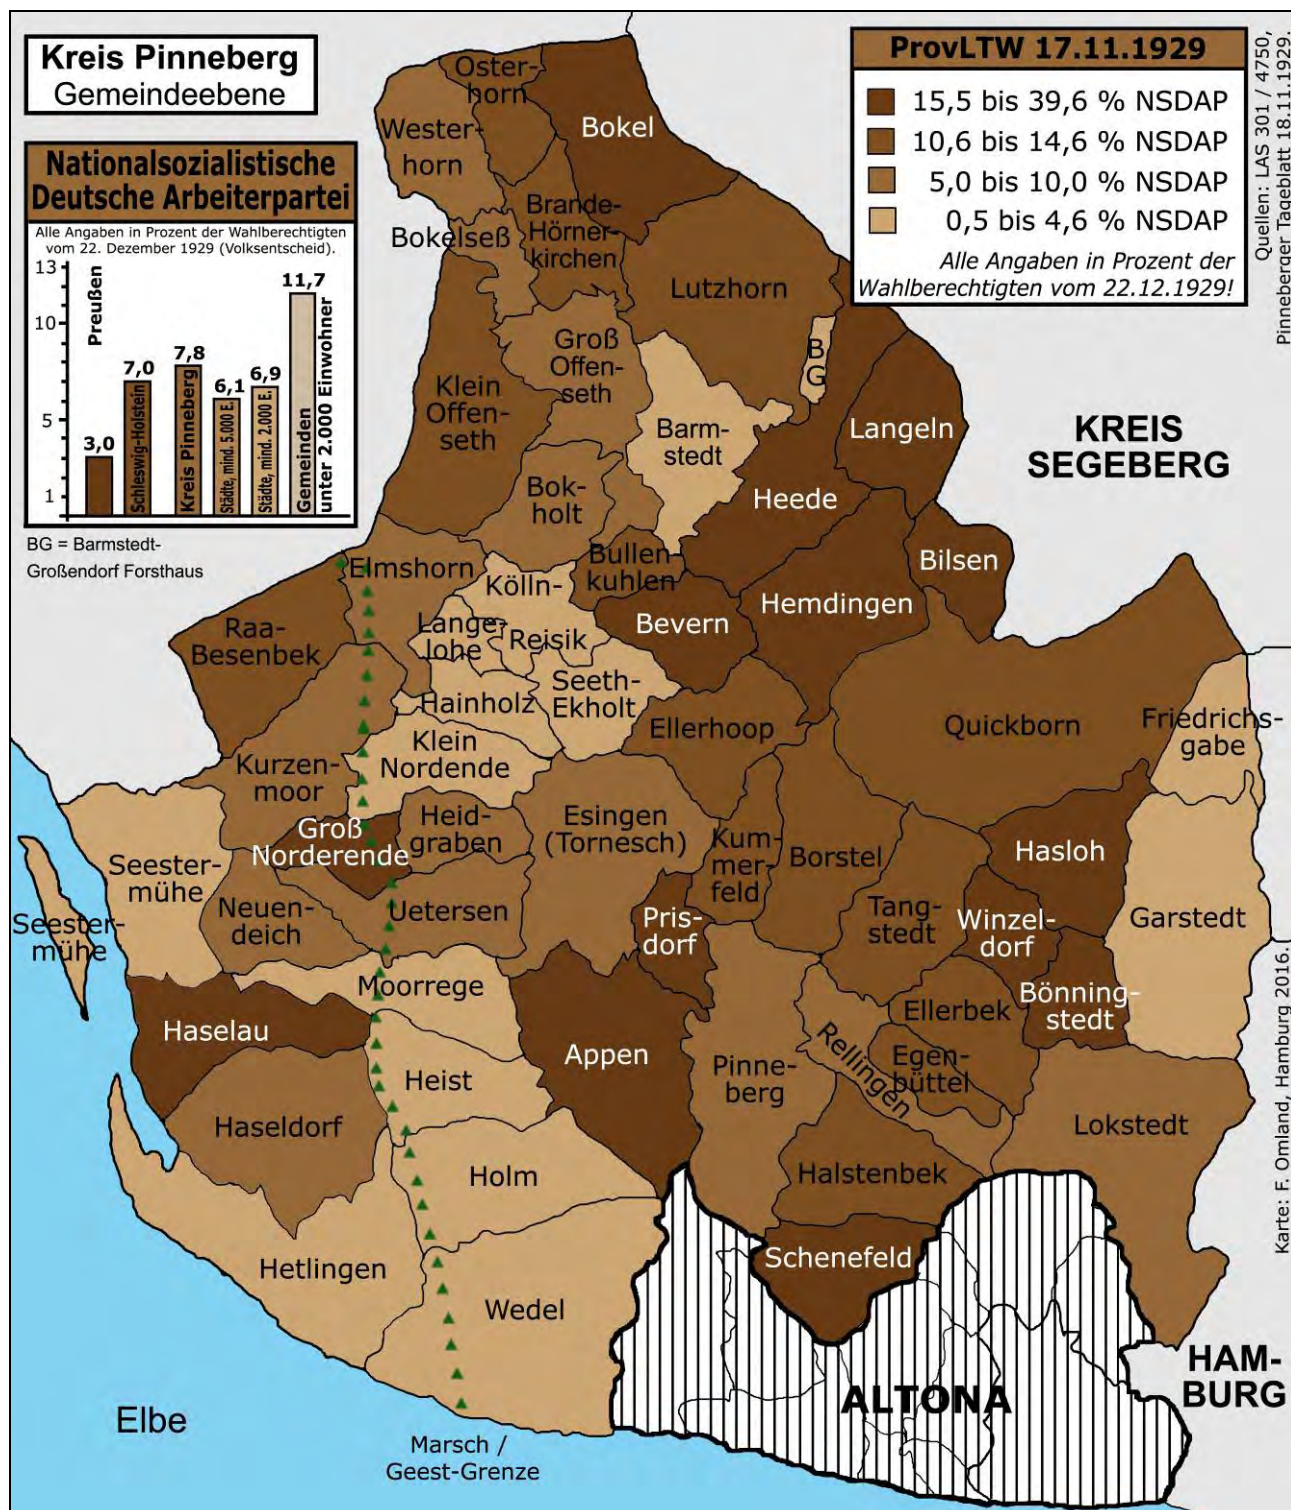 Kreis Pinneberg
Gemeindeebene
Nationalsozialistische
Deutsche Arbeiterpartei
Alle Angaben in Prozent der Wahlberechtigten
vom 22. Dezember 1929 (Volksentscheid).
13
10
5
1
Preußen
3,0
7,0
Schleswig-Holstein
7,8
Kreis Pinneberg
6,1
Städte, mind. 5.000 E.
6,9
Städte, mind. 2.000 E.
11,7
Gemeinden
unter 2.000 Einwohner
BG = Barmstedt-
Großendorf Forsthaus
ProvLTW 17.11.1929
15,5 bis 39,6 % NSDAP
10,6 bis 14,6 % NSDAP
5,0 bis 10,0 % NSDAP
0,5 bis 4,6 % NSDAP
Alle Angaben in Prozent der
Wahlberechtigten vom 22.12.1929!
Quellen: LAS 301 / 4750,
Pinneberger Tageblatt 18.11.1929.
Oster-
horn
Wester-
horn
Bokel
Brande-
Hörner-
kirchen
Bokelseß
Lutzhorn
Groß
Offen-
seth
B
G
Klein
Offen-
seth
Barm-
stedt
Langeln
KREIS
SEGEBERG
Heede
Bok-
holt
Bullen-
kuhlen
Bilsen
Elmshorn
Kölln-
Reisik
Hemdingen
Bevern
Raa-
Besenbek
Lange-
lohe
Seeth-
Ekholt
Hainholz
Ellerhoop
Quickborn
Friedrichs-
gabe
Klein
Nordende
Kurzen-
moor
Heid-
graben
Esingen
(Tornesch)
Groß
Norderende
Kum-
mer-
feld
Borstel
Hasloh
Seester-
mühe
Seester-
mühe
Neuen-
deich
Uetersen
Pris-
dorf
Tang-
stedt
Winzel-
dorf
Garstedt
Moorrege
Bönning-
stedt
Ellerbek
Haselau
Appen
Rellingen
Egen-
büttel
Pinne-
berg
Heist
Haseldorf
Lokstedt
Holm
Halstenbek
Hetlingen
Schenefeld
Wedel
ALTONA
HAM-
BURG
Elbe
Marsch /
Geest-Grenze
Karte: F. Omland, Hamburg 2016.